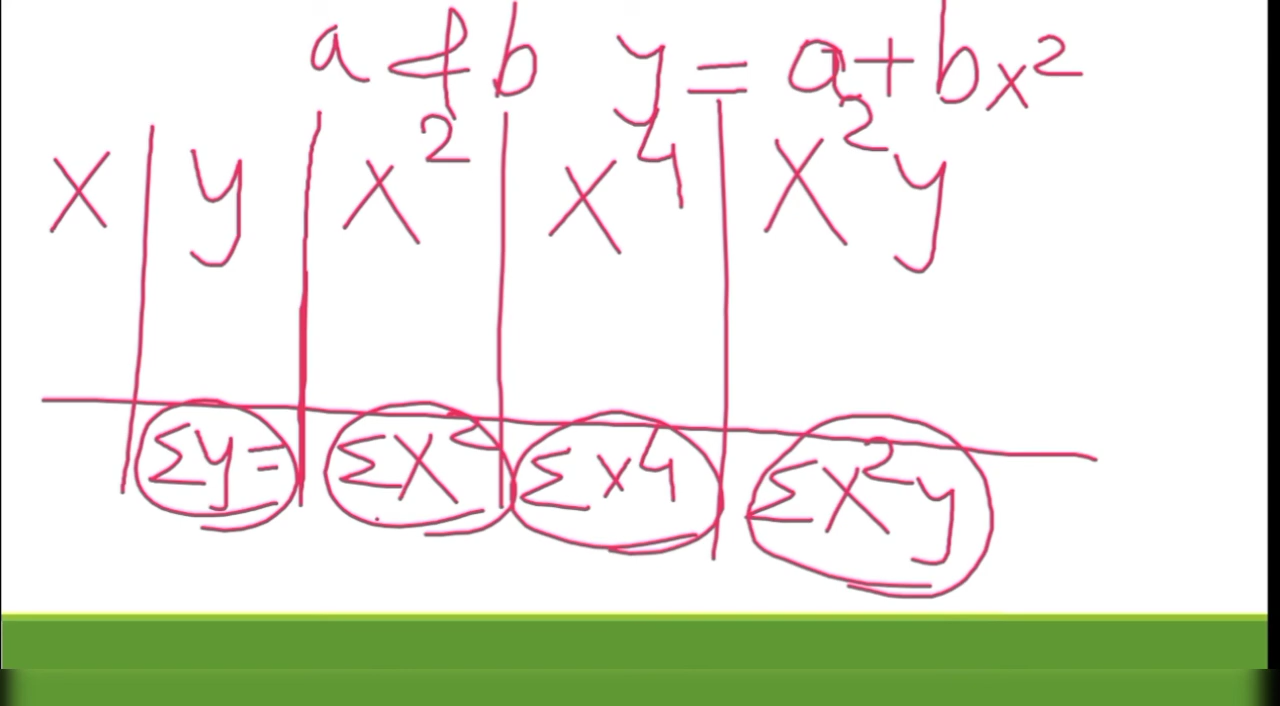 a & b y = a + bx²
x y x² x⁴ x²y
Σy = Σx² Σx⁴ Σx²y